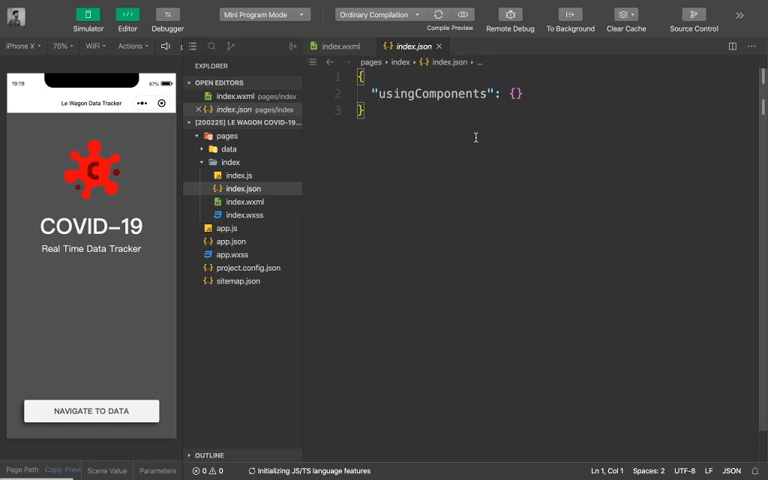 Simulator
Editor
Debugger
Mini Program Mode
Ordinary Compilation
Compile Preview
Remote Debug
To Background
Clear Cache
Source Control
iPhone X
75%
WiFi
Actions
index.wxml
index.json
EXPLORER
OPEN EDITORS
index.wxml pages/index
index.json pages/index
[200225] LE WAGON COVID-19...
pages
data
index
index.js
index.json
index.wxml
index.wxss
app.js
app.json
app.wxss
project.config.json
sitemap.json
OUTLINE
pages > index > index.json > ...
1 {
2 "usingComponents": {}
3 }
19:19
97%
Le Wagon Data Tracker
C
COVID-19
Real Time Data Tracker
NAVIGATE TO DATA
Page Path
Copy Previ
Scene Value
Parameters
0 0
Initializing JS/TS language features
Ln 1, Col 1
Spaces: 2
UTF-8
LF
JSON